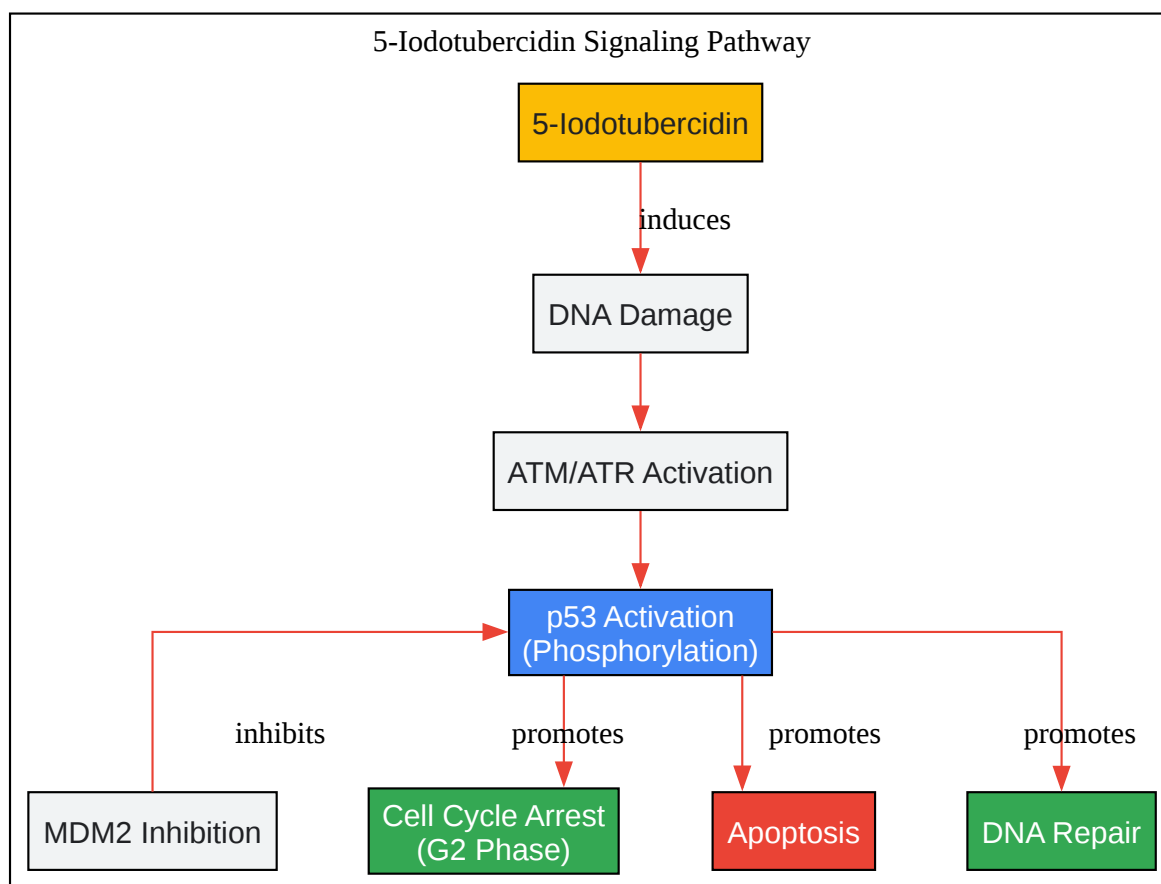 5-Iodotubercidin Signaling Pathway
5-Iodotubercidin
induces
DNA Damage
ATM/ATR Activation
p53 Activation
(Phosphorylation)
inhibits
promotes
promotes
promotes
MDM2 Inhibition
Cell Cycle Arrest
(G2 Phase)
Apoptosis
DNA Repair